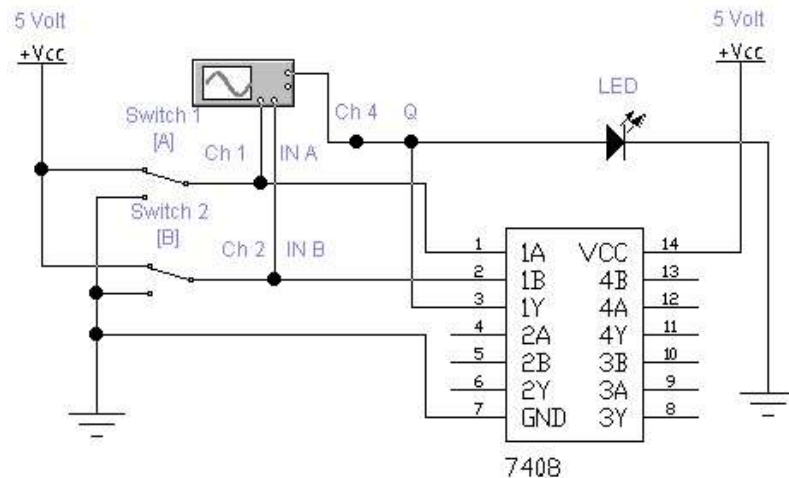 5 Volt
+Vcc
5 Volt
+Vcc
LED
Switch 1
[A]
Ch 4
Q
Ch 1
IN A
Switch 2
[B]
Ch 2
IN B
1
1A
VCC
14
2
1B
4B
13
3
1Y
4A
12
4
2A
4Y
11
5
2B
3B
10
6
2Y
3A
9
7
GND
3Y
8
7408